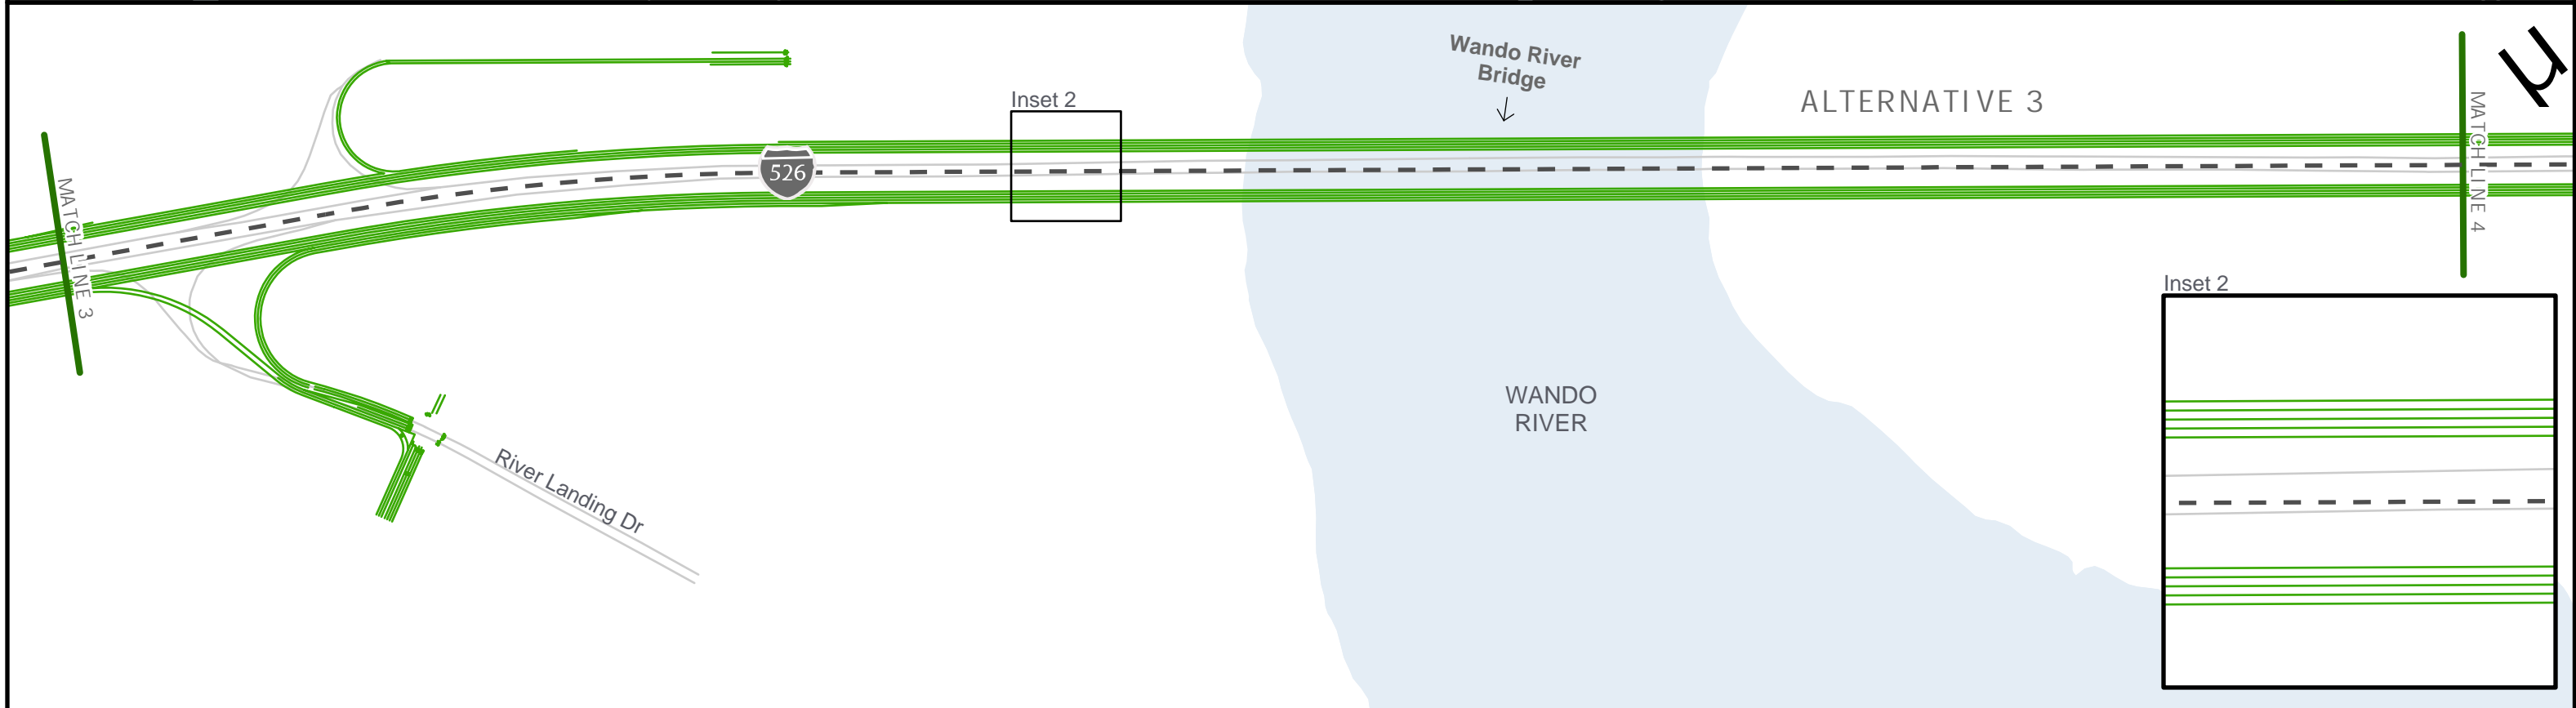 Wando River
Bridge
ALTERNATIVE 3
µ
Inset 2
526
MATCH LINE 3
MATCH LINE 4
Inset 2
WANDO
RIVER
River Landing Dr